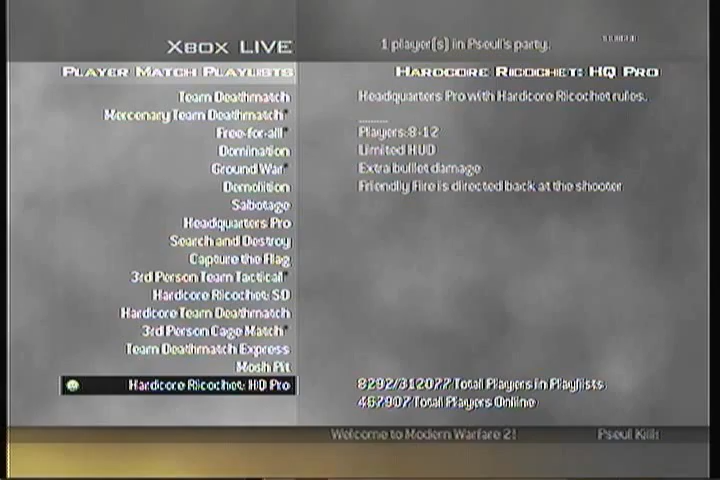 Xbox LIVE
1 player(s) in Pseull's party.
Player Match Playlists
Hardcore Ricochet: HQ Pro
Team Deathmatch
Headquarters Pro with Hardcore Ricochet rules.
Mercenary Team Deathmatch*
Free-for-all*
Players:8-12
Domination
Limited HUD
Ground War*
Extra bullet damage
Demolition
Friendly Fire is directed back at the shooter
Sabotage
Headquarters Pro
Search and Destroy
Capture the Flag
3rd Person Team Tactical*
Hardcore Ricochet: SD
Hardcore Team Deathmatch
3rd Person Cage Match*
Team Deathmatch Express
Mosh Pit
Hardcore Ricochet: HQ Pro
8292/312077 Total Players in Playlists.
467907 Total Players Online
Welcome to Modern Warfare 2!